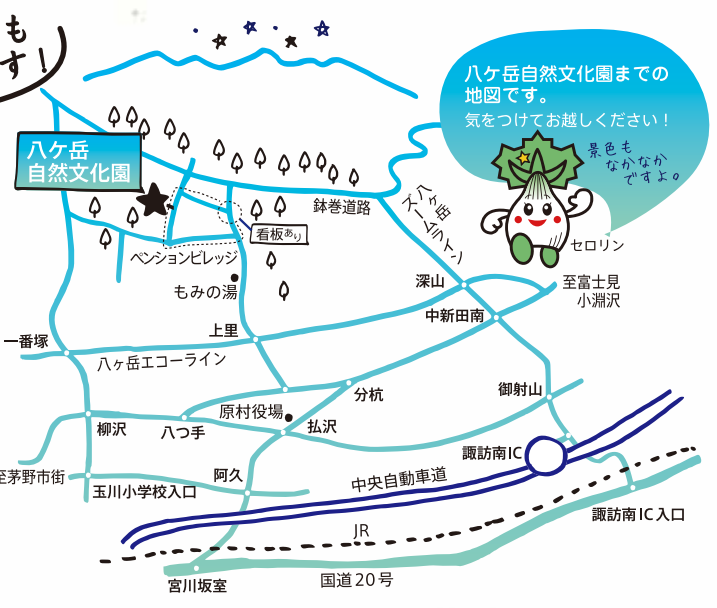 も
す！
八ケ岳自然文化園までの
地図です。
気をつけてお越しください！
景色も
なかなか
ですよ。
セロリン
八ケ岳
自然文化園
鉢巻道路
八ケ岳
ズームライン
看板あり
ペンションビレッジ
もみの湯
深山
至富士見
小淵沢
中新田南
上里
一番塚
八ヶ岳エコーライン
分杭
御射山
原村役場
払沢
柳沢
八つ手
諏訪南IC
至茅野市街
阿久
中央自動車道
玉川小学校入口
諏訪南IC入口
JR
国道20号
宮川坂室